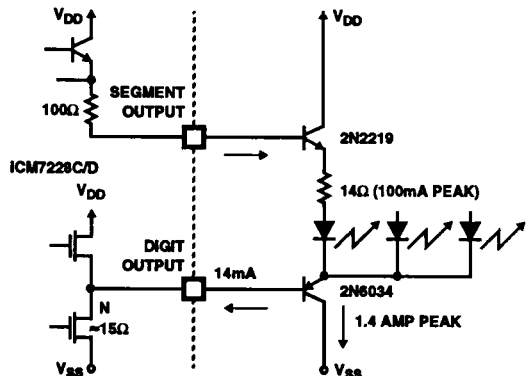 VDD
VDD
SEGMENT
OUTPUT
100Ω
2N2219
ICM7228C/D
14Ω (100mA PEAK)
VDD
DIGIT
OUTPUT
14mA
2N6034
N
≈15Ω
1.4 AMP PEAK
VSS
VSS